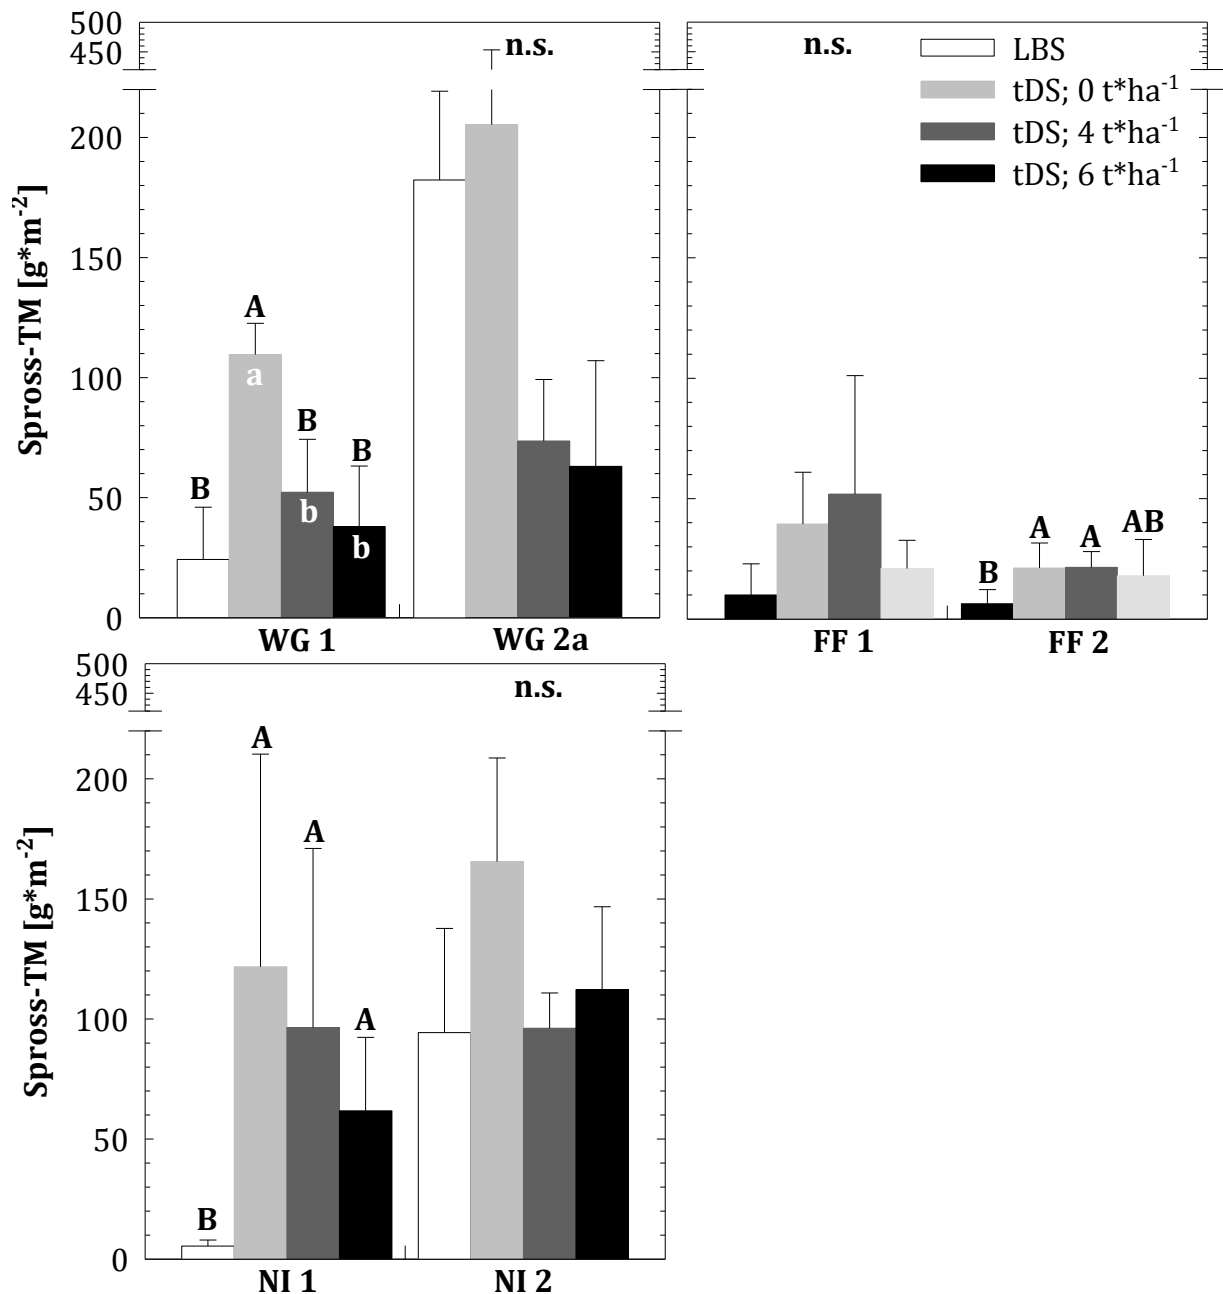 500
450
200
150
100
50
0
Spross-TM [g*m⁻²]
n.s.
A
a
B
B
b
B
b
WG 1
WG 2a
n.s.
LBS
tDS; 0 t*ha⁻¹
tDS; 4 t*ha⁻¹
tDS; 6 t*ha⁻¹
B
A
A
AB
FF 1
FF 2
500
450
200
150
100
50
0
Spross-TM [g*m⁻²]
n.s.
B
A
A
A
NI 1
NI 2